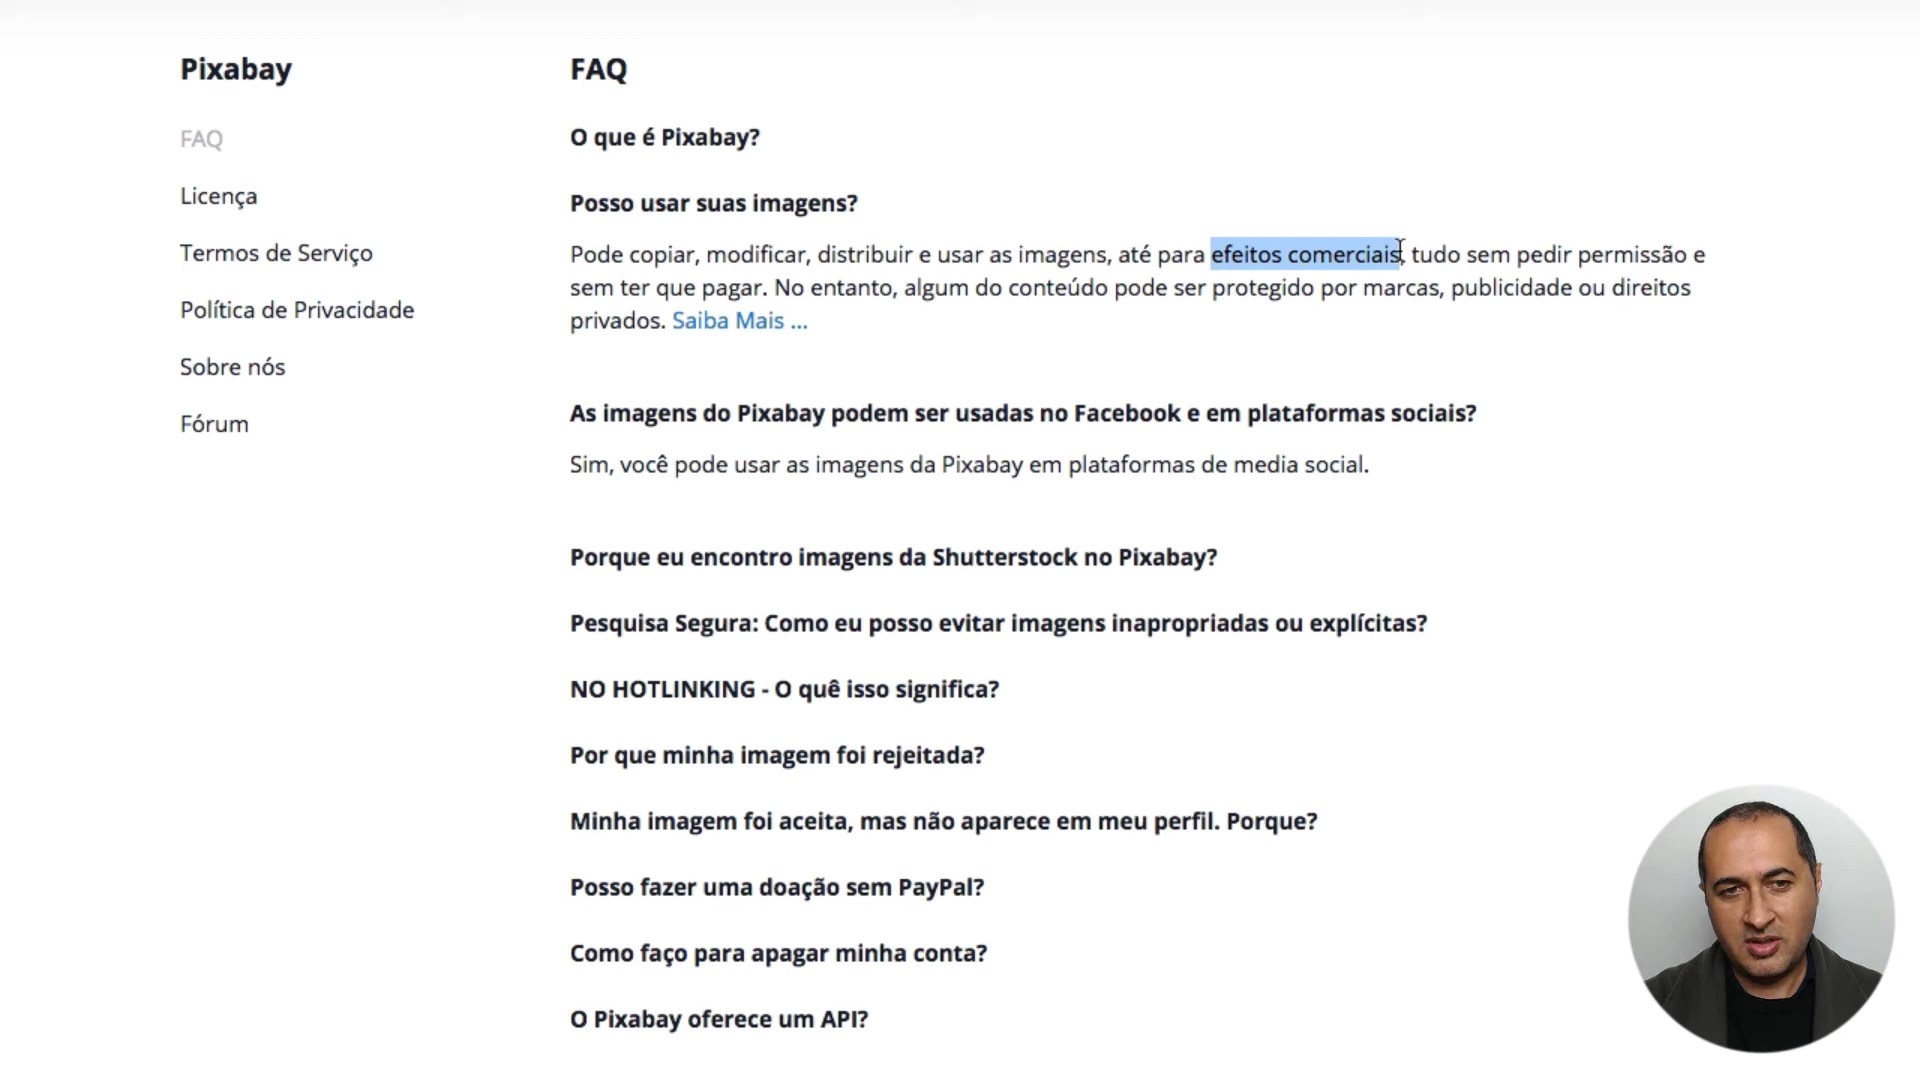 Pixabay
FAQ
Licença
Termos de Serviço
Política de Privacidade
Sobre nós
Fórum
FAQ
O que é Pixabay?
Posso usar suas imagens?
Pode copiar, modificar, distribuir e usar as imagens, até para efeitos comerciais, tudo sem pedir permissão e
sem ter que pagar. No entanto, algum do conteúdo pode ser protegido por marcas, publicidade ou direitos
privados. Saiba Mais ...
As imagens do Pixabay podem ser usadas no Facebook e em plataformas sociais?
Sim, você pode usar as imagens da Pixabay em plataformas de media social.
Porque eu encontro imagens da Shutterstock no Pixabay?
Pesquisa Segura: Como eu posso evitar imagens inapropriadas ou explícitas?
NO HOTLINKING - O quê isso significa?
Por que minha imagem foi rejeitada?
Minha imagem foi aceita, mas não aparece em meu perfil. Porque?
Posso fazer uma doação sem PayPal?
Como faço para apagar minha conta?
O Pixabay oferece um API?